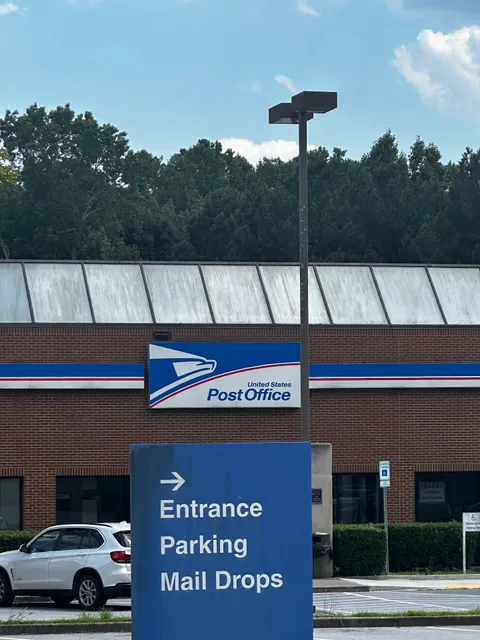 United States
Post Office
→
Entrance
Parking
Mail Drops